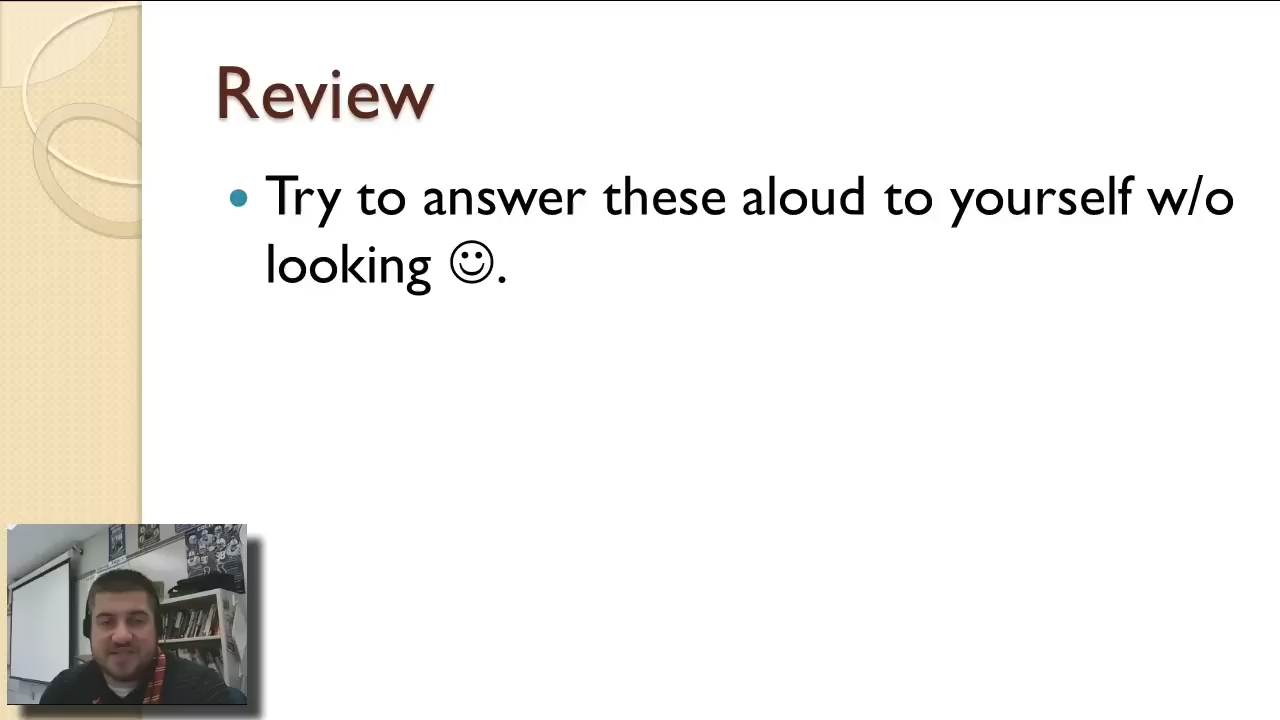 Review
• Try to answer these aloud to yourself w/o
looking ☺.